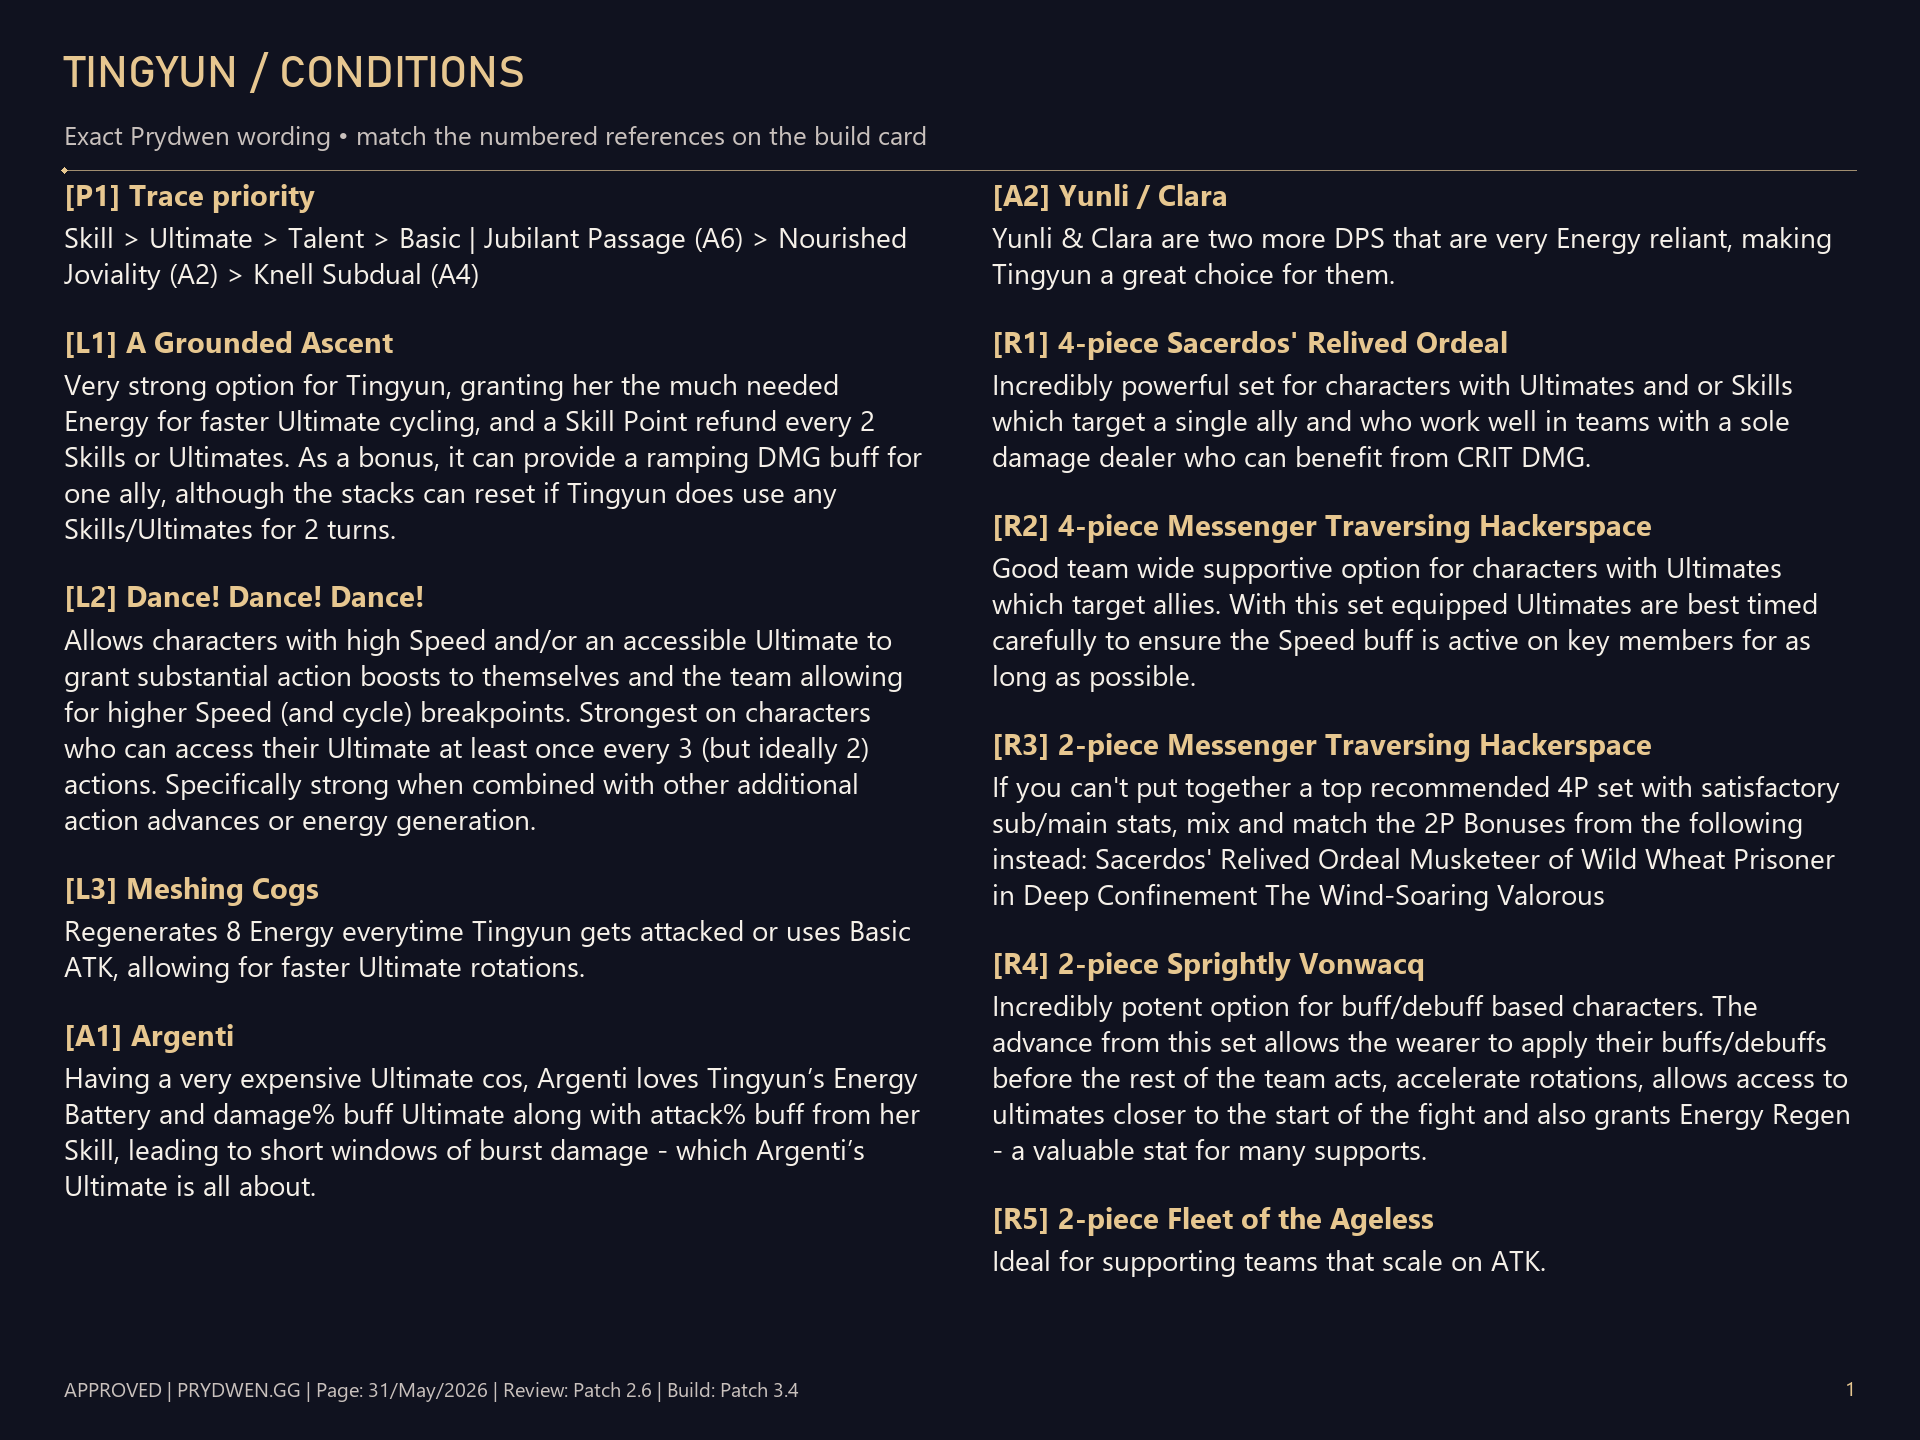 TINGYUN / CONDITIONS
Exact Prydwen wording • match the numbered references on the build card
[P1] Trace priority
Skill > Ultimate > Talent > Basic | Jubilant Passage (A6) > Nourished
Joviality (A2) > Knell Subdual (A4)
[L1] A Grounded Ascent
Very strong option for Tingyun, granting her the much needed
Energy for faster Ultimate cycling, and a Skill Point refund every 2
Skills or Ultimates. As a bonus, it can provide a ramping DMG buff for
one ally, although the stacks can reset if Tingyun does use any
Skills/Ultimates for 2 turns.
[L2] Dance! Dance! Dance!
Allows characters with high Speed and/or an accessible Ultimate to
grant substantial action boosts to themselves and the team allowing
for higher Speed (and cycle) breakpoints. Strongest on characters
who can access their Ultimate at least once every 3 (but ideally 2)
actions. Specifically strong when combined with other additional
action advances or energy generation.
[L3] Meshing Cogs
Regenerates 8 Energy everytime Tingyun gets attacked or uses Basic
ATK, allowing for faster Ultimate rotations.
[A1] Argenti
Having a very expensive Ultimate cos, Argenti loves Tingyun’s Energy
Battery and damage% buff Ultimate along with attack% buff from her
Skill, leading to short windows of burst damage - which Argenti’s
Ultimate is all about.
[A2] Yunli / Clara
Yunli & Clara are two more DPS that are very Energy reliant, making
Tingyun a great choice for them.
[R1] 4-piece Sacerdos' Relived Ordeal
Incredibly powerful set for characters with Ultimates and or Skills
which target a single ally and who work well in teams with a sole
damage dealer who can benefit from CRIT DMG.
[R2] 4-piece Messenger Traversing Hackerspace
Good team wide supportive option for characters with Ultimates
which target allies. With this set equipped Ultimates are best timed
carefully to ensure the Speed buff is active on key members for as
long as possible.
[R3] 2-piece Messenger Traversing Hackerspace
If you can't put together a top recommended 4P set with satisfactory
sub/main stats, mix and match the 2P Bonuses from the following
instead: Sacerdos' Relived Ordeal Musketeer of Wild Wheat Prisoner
in Deep Confinement The Wind-Soaring Valorous
[R4] 2-piece Sprightly Vonwacq
Incredibly potent option for buff/debuff based characters. The
advance from this set allows the wearer to apply their buffs/debuffs
before the rest of the team acts, accelerate rotations, allows access to
ultimates closer to the start of the fight and also grants Energy Regen
- a valuable stat for many supports.
[R5] 2-piece Fleet of the Ageless
Ideal for supporting teams that scale on ATK.
APPROVED | PRYDWEN.GG | Page: 31/May/2026 | Review: Patch 2.6 | Build: Patch 3.4
1